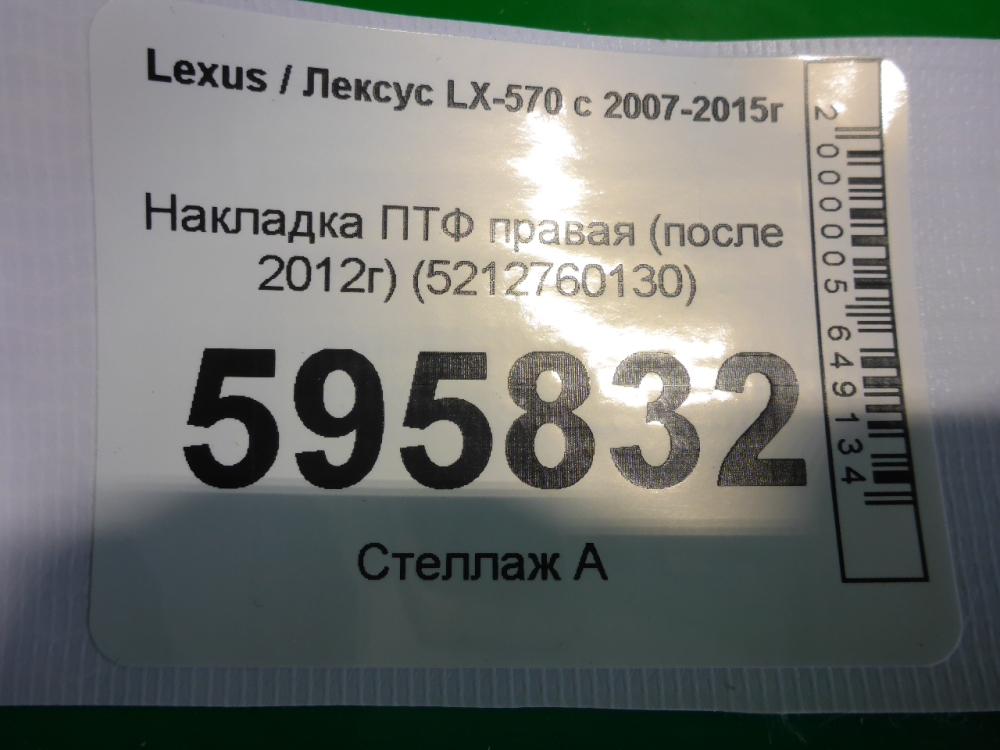 Lexus / Лексус LX-570 с 2007-2015г
Накладка ПТФ правая (после
2012г) (5212760130)
595832
Стеллаж А
2000005649134